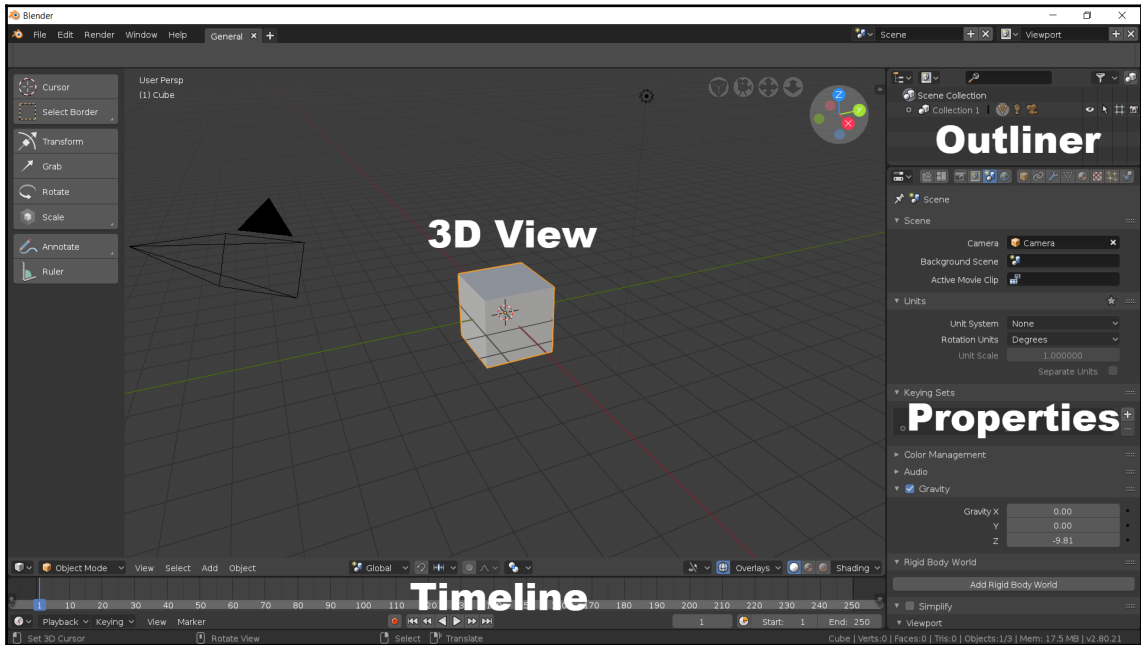 Blender
File Edit Render Window Help General × +
Scene
Viewport
Cursor
Select Border
Transform
Grab
Rotate
Scale
Annotate
Ruler
User Persp
(1) Cube
Z
Y
X
3D View
Scene Collection
Collection 1
Outliner
Scene
Scene
Camera Camera
Background Scene
Active Movie Clip
Units
Unit System None
Rotation Units Degrees
Unit Scale 1.000000
Separate Units
Keying Sets
Properties
Color Management
Audio
Gravity
Gravity X 0.00
Y 0.00
Z -9.81
Rigid Body World
Add Rigid Body World
Simplify
Viewport
Object Mode View Select Add Object Global Overlays Shading
Timeline
1 10 20 30 40 50 60 70 80 90 100 110 180 190 200 210 220 230 240 250
Playback Keying View Marker 1 Start: 1 End: 250
Set 3D Cursor Rotate View Select Translate Cube | Verts:0 | Faces:0 | Tris:0 | Objects:1/3 | Mem: 17.5 MB | v2.80.21